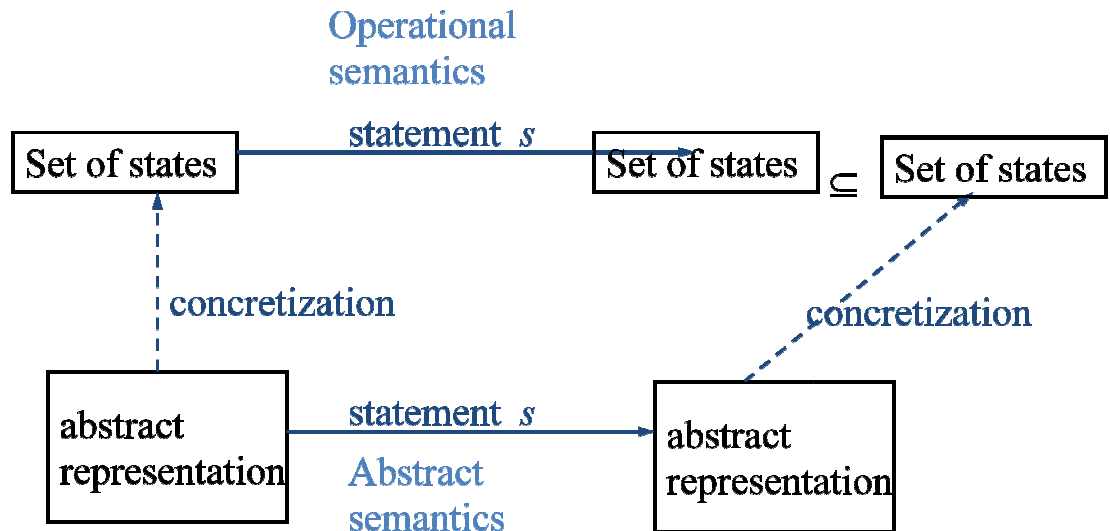 Operational
semantics
statement s
Set of states
Set of states
⊆
Set of states
concretization
concretization
abstract
representation
statement s
Abstract
semantics
abstract
representation